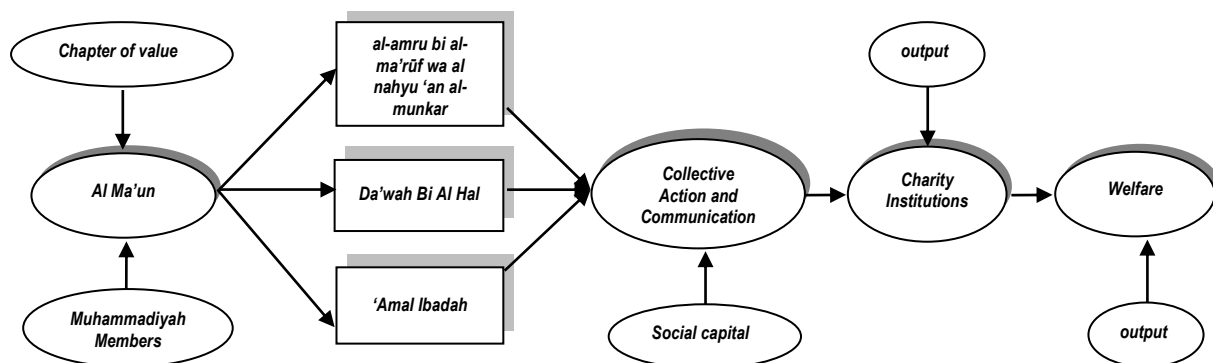 Chapter of value
Al Ma’un
Muhammadiyah
Members
al-amru bi al-
ma’rūf wa al
nahyu ‘an al-
munkar
Da’wah Bi Al Hal
‘Amal Ibadah
Collective
Action and
Communication
Social capital
output
Charity
Institutions
Welfare
output